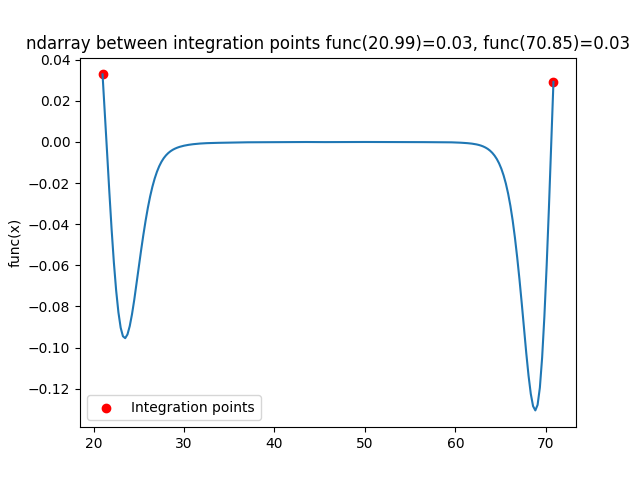 ndarray between integration points func(20.99)=0.03, func(70.85)=0.03
0.04
0.02
0.00
−0.02
−0.04
−0.06
−0.08
−0.10
−0.12
func(x)
Integration points
20 30 40 50 60 70